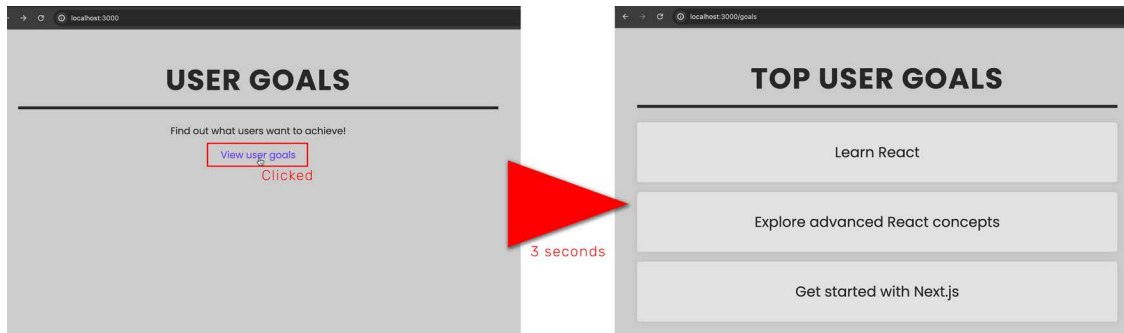 localhost:3000
USER GOALS
Find out what users want to achieve!
View user goals
Clicked
3 seconds
localhost:3000/goals
TOP USER GOALS
Learn React
Explore advanced React concepts
Get started with Next.js